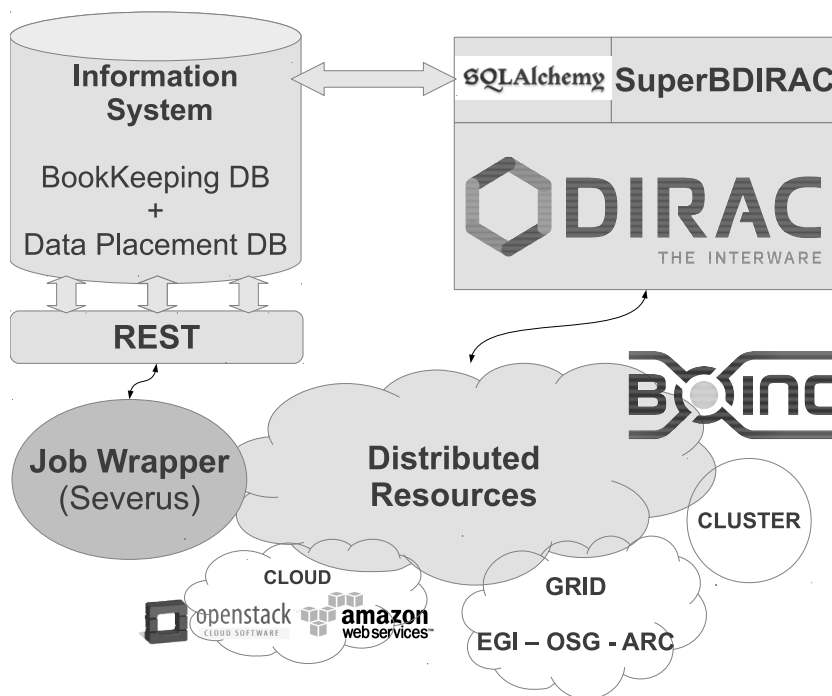 Information
System
BookKeeping DB
+
Data Placement DB
SQLAlchemy
SuperBDIRAC
DIRAC
THE INTERWARE
REST
BOINC
Job Wrapper
(Severus)
Distributed
Resources
CLUSTER
CLOUD
openstack
CLOUD SOFTWARE
amazon
webservices™
GRID
EGI – OSG - ARC